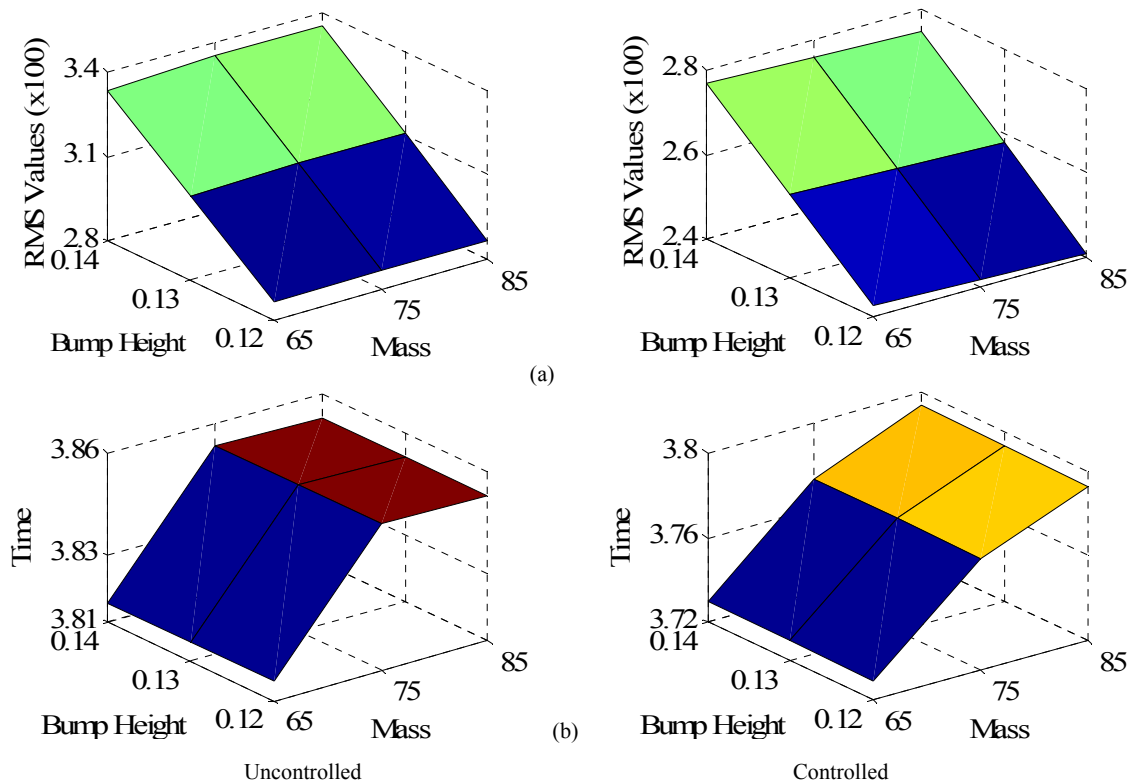 RMS Values (x100)
3.4
3.1
2.8
0.14
0.13
0.12
Bump Height
65
75
85
Mass
RMS Values (x100)
2.8
2.6
2.4
0.14
0.13
0.12
Bump Height
65
75
85
Mass
(a)
Time
3.86
3.83
3.81
0.14
0.13
0.12
Bump Height
65
75
85
Mass
Time
3.8
3.76
3.72
0.14
0.13
0.12
Bump Height
65
75
85
Mass
(b)
Uncontrolled
Controlled